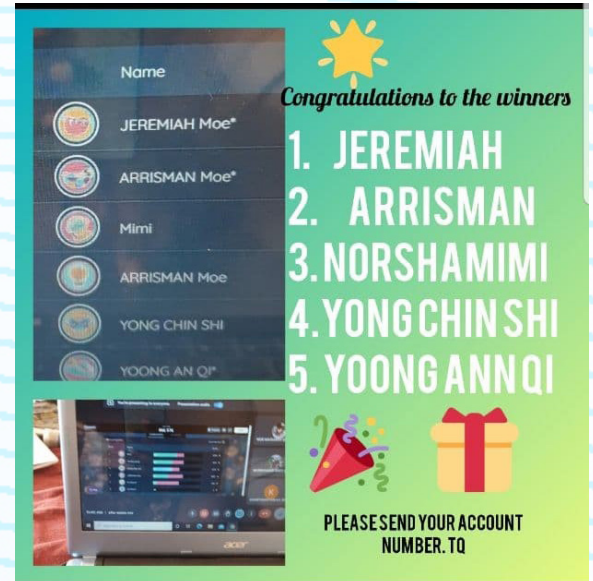 Name
JEREMIAH Moe*
ARRISMAN Moe*
Mimi
ARRISMAN Moe
YONG CHIN SHI
YOONG AN QI*
Congratulations to the winners
1. JEREMIAH
2. ARRISMAN
3. NORSHAMIMI
4. YONG CHIN SHI
5. YOONG ANN QI
acer
PLEASE SEND YOUR ACCOUNT
NUMBER. TQ